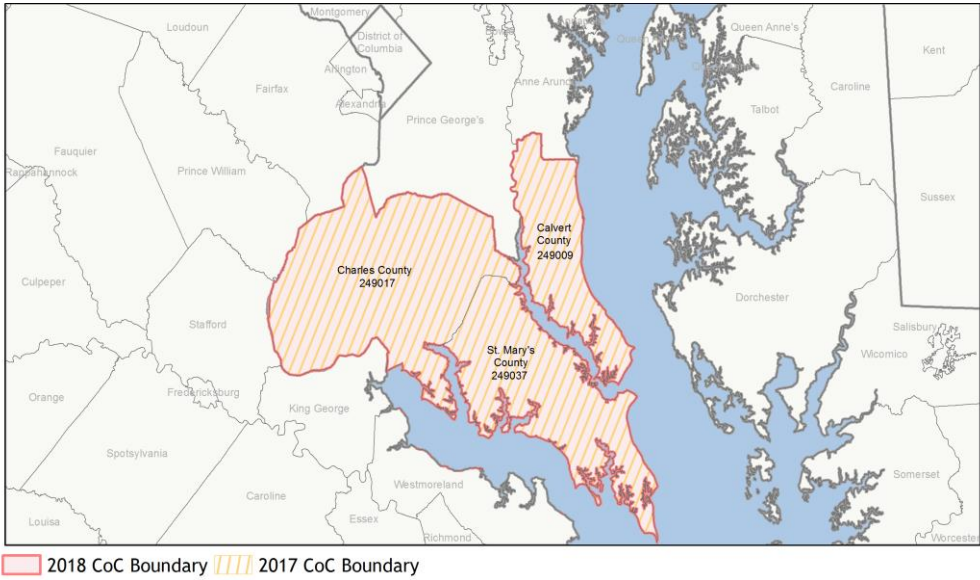 Montgomery
Loudoun
District of
Columbia
Queen Anne's
Kent
Arlington
Anne Arun
Caroline
Fairfax
Alexandria
Talbot
Prince George's
Fauquier
Rappahannock
Prince William
Sussex
Calvert
County
249009
Charles County
249017
Culpeper
Dorchester
Stafford
Salisbury
St. Mary's
County
249037
Wicomico
Fredericksburg
Orange
King George
Spotsylvania
Somerset
Westmoreland
Caroline
Essex
Louisa
Richmond
Worcester
2018 CoC Boundary
2017 CoC Boundary